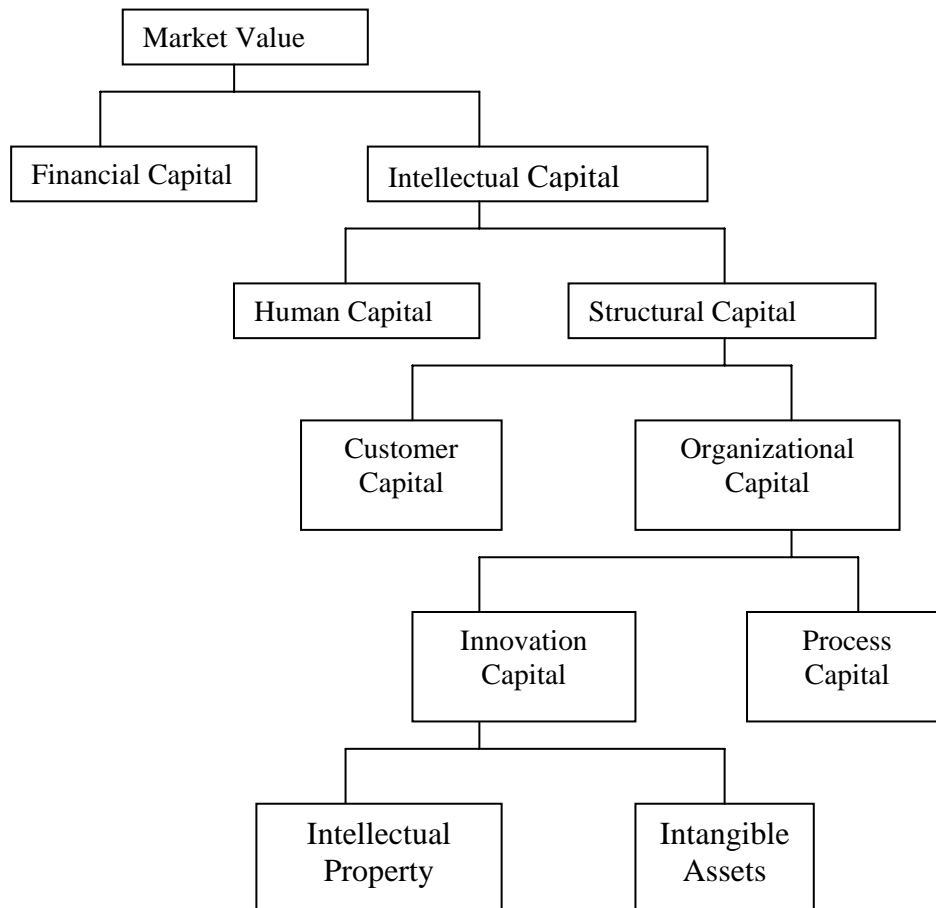 Market Value
Financial Capital
Intellectual Capital
Human Capital
Structural Capital
Customer
Capital
Organizational
Capital
Innovation
Capital
Process
Capital
Intellectual
Property
Intangible
Assets